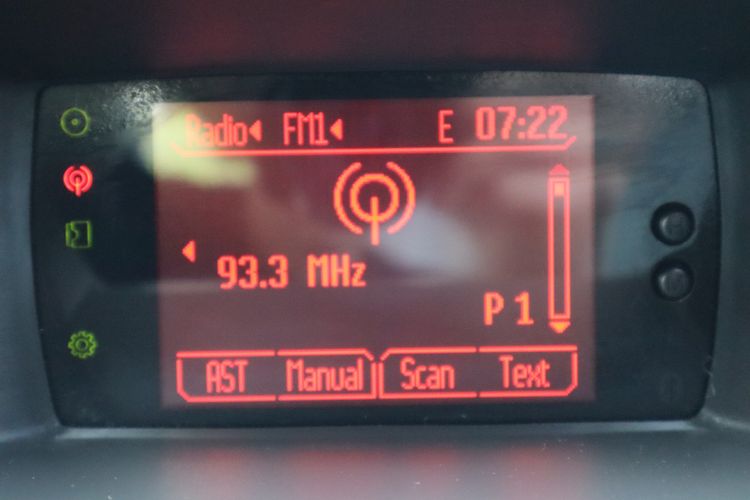 Radio FM1 E 07:22
93.3 MHz
P 1
AST Manual Scan Text